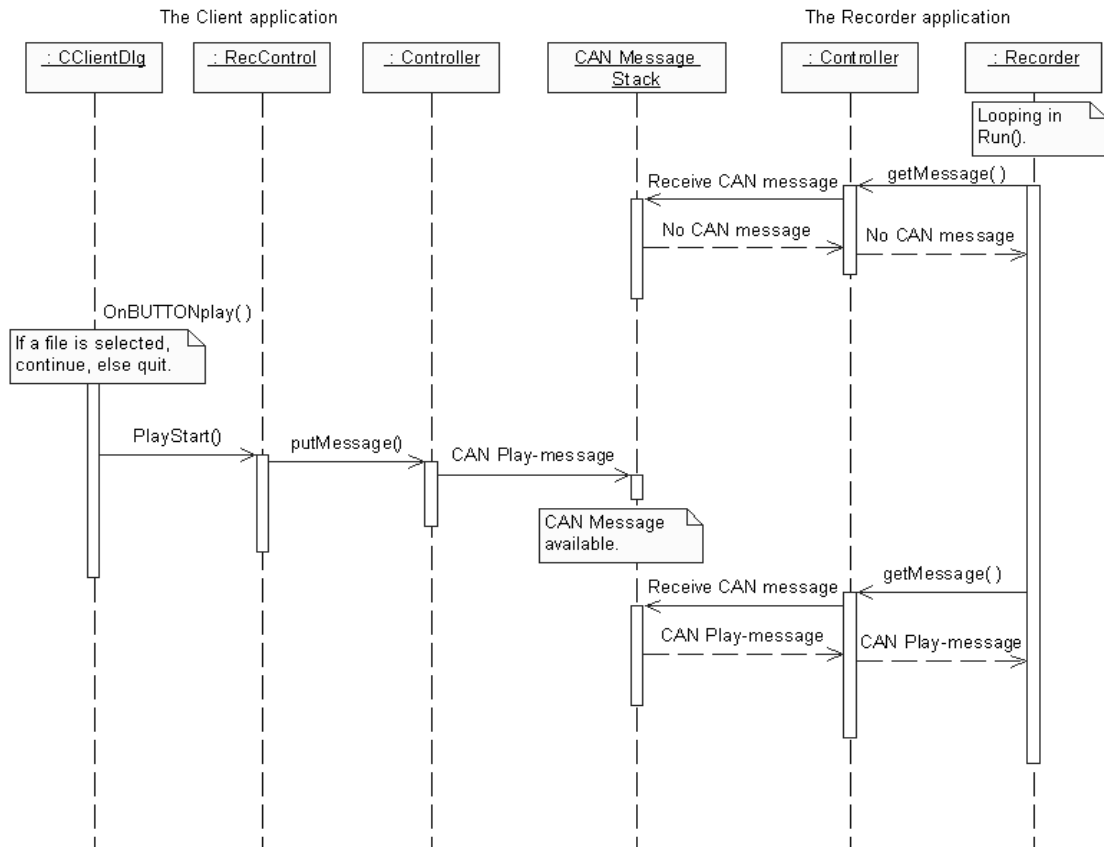 The Client application
The Recorder application
: CClientDlg
: RecControl
: Controller
CAN Message
Stack
: Controller
: Recorder
Looping in
Run().
getMessage( )
Receive CAN message
No CAN message
No CAN message
OnBUTTONplay( )
If a file is selected,
continue, else quit.
PlayStart()
putMessage()
CAN Play-message
CAN Message
available.
getMessage( )
Receive CAN message
CAN Play-message
CAN Play-message